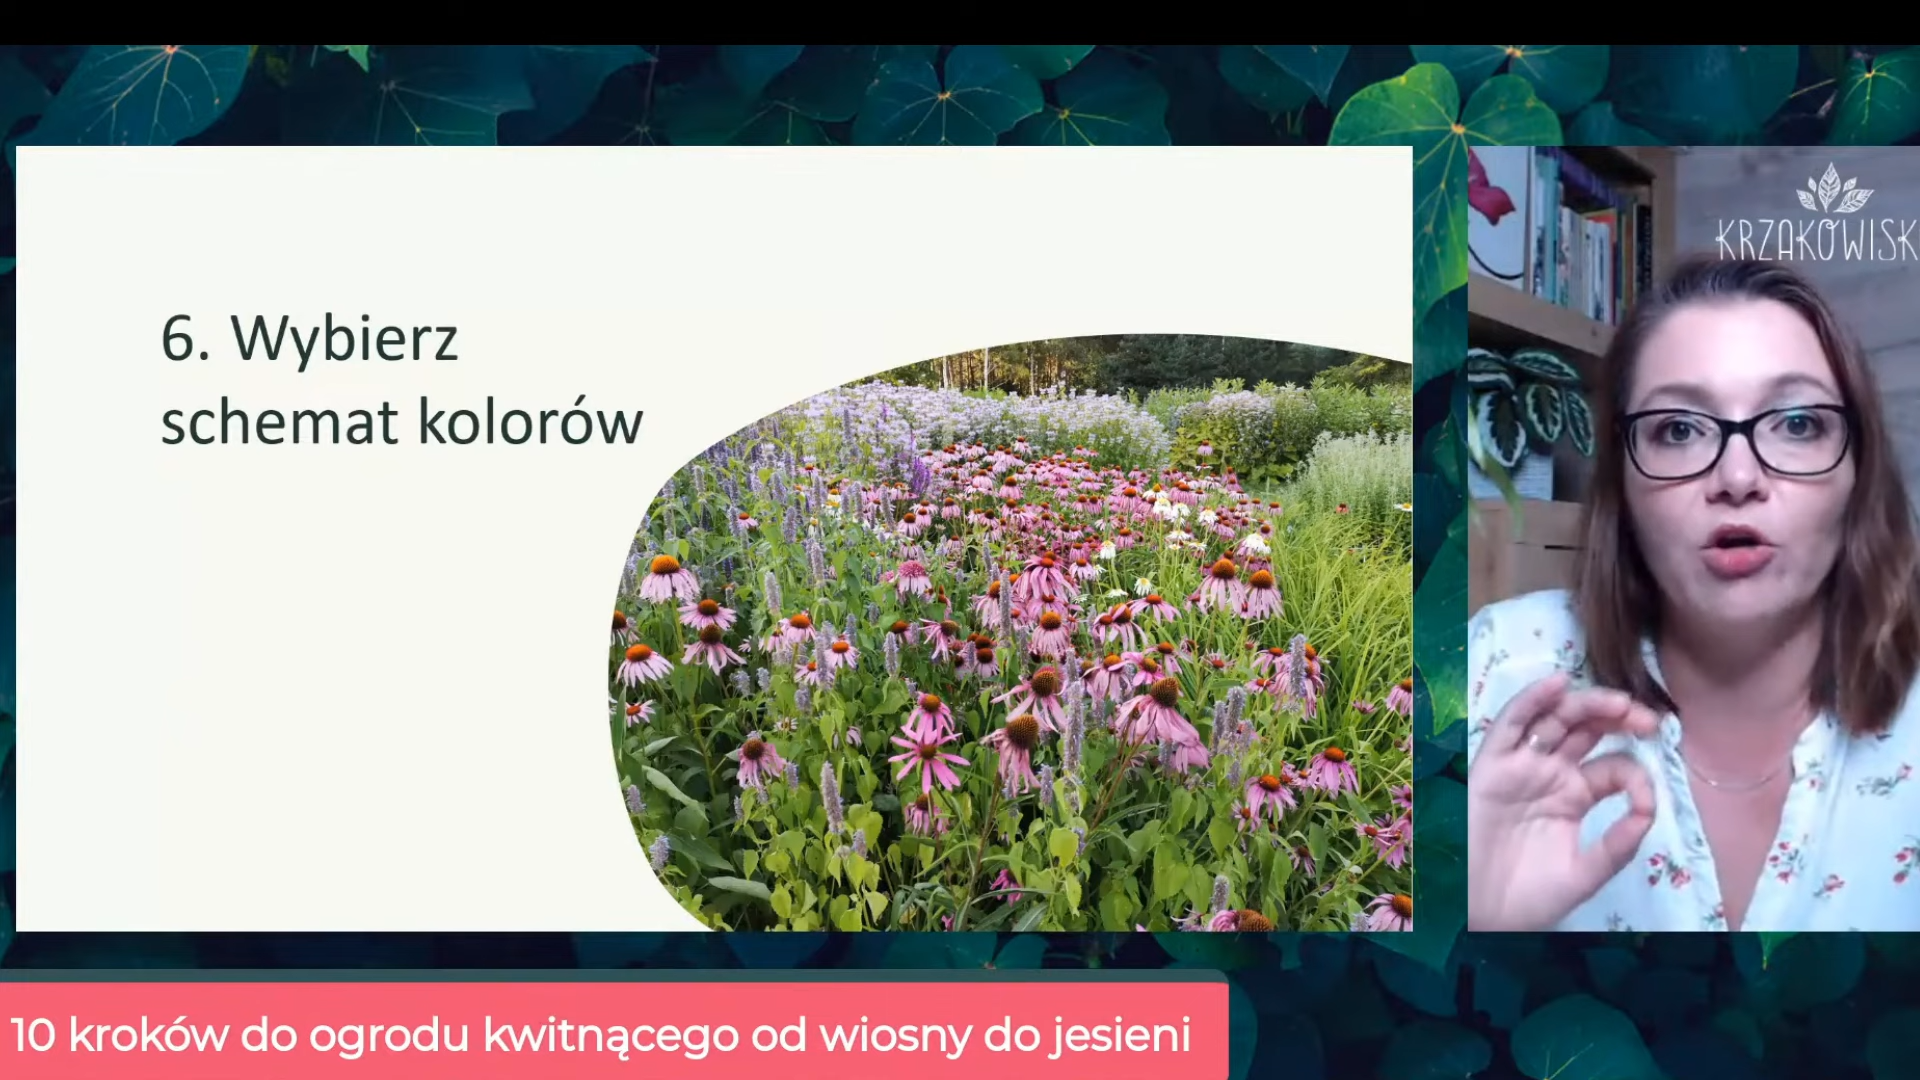 6. Wybierz
schemat kolorów
KRZAKOWISK
10 kroków do ogrodu kwitnącego od wiosny do jesieni